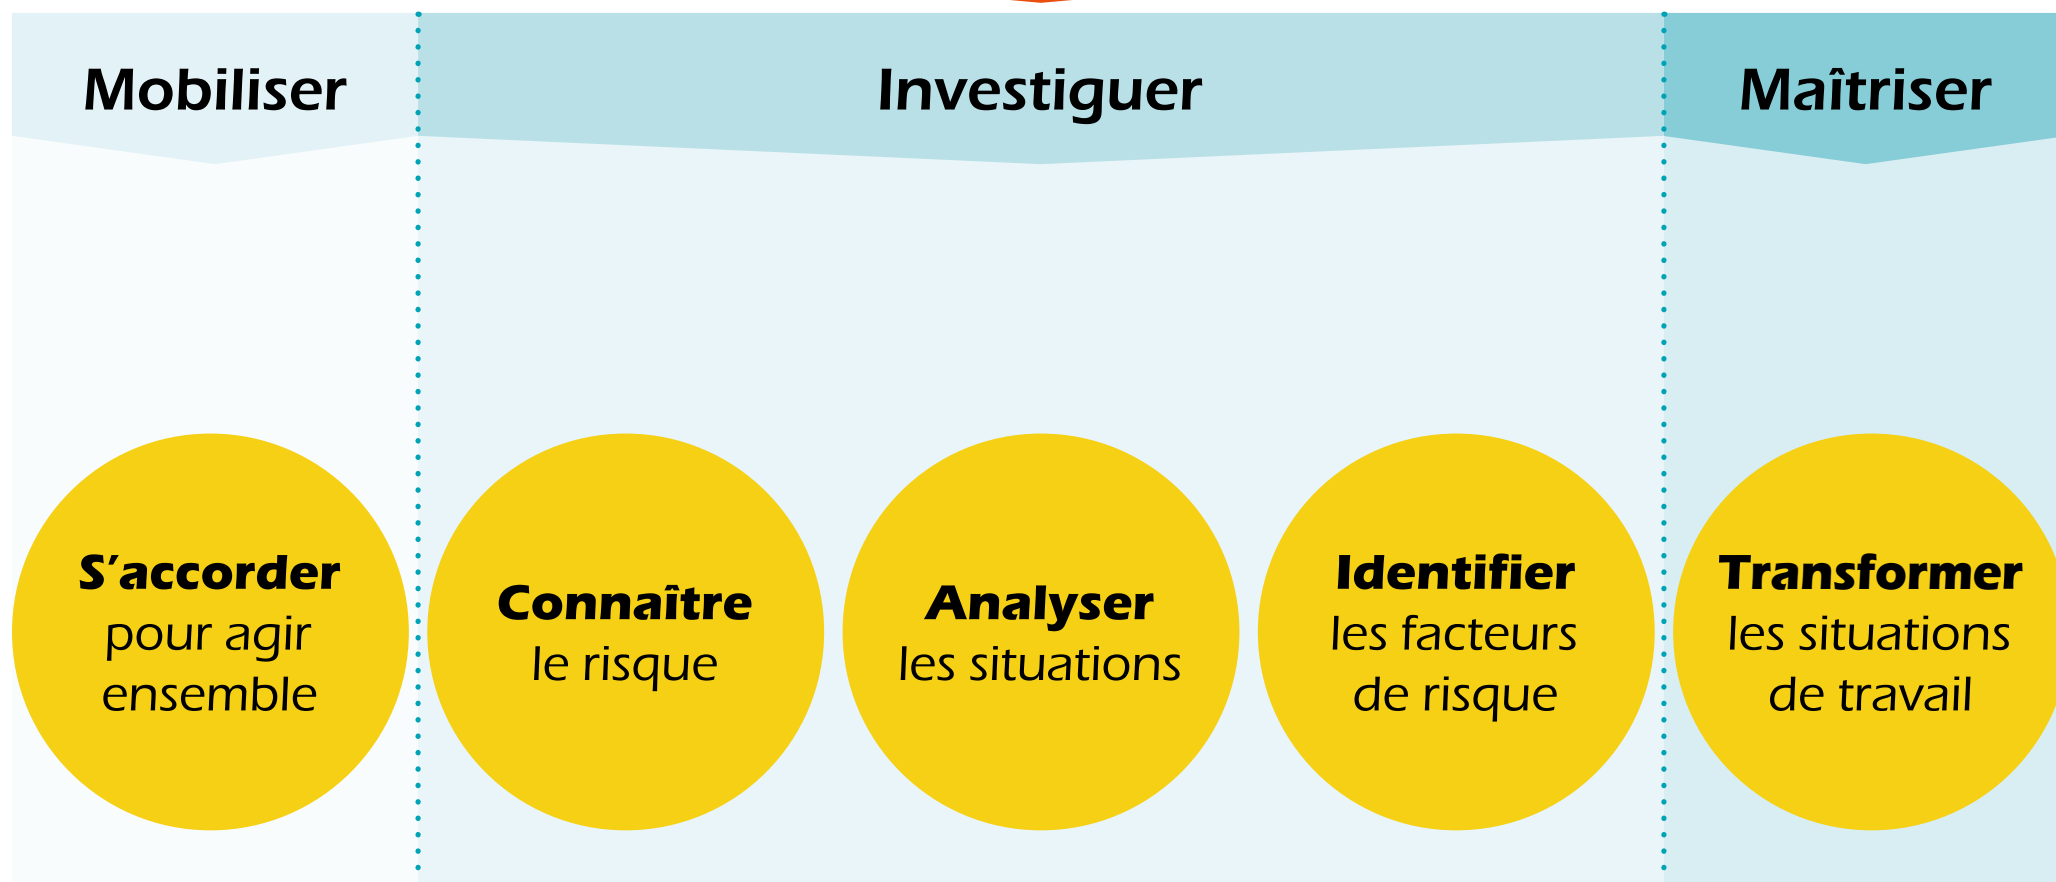 Mobiliser
Investiguer
Maîtriser
S’accorder
pour agir
ensemble
Connaître
le risque
Analyser
les situations
Identifier
les facteurs
de risque
Transformer
les situations
de travail